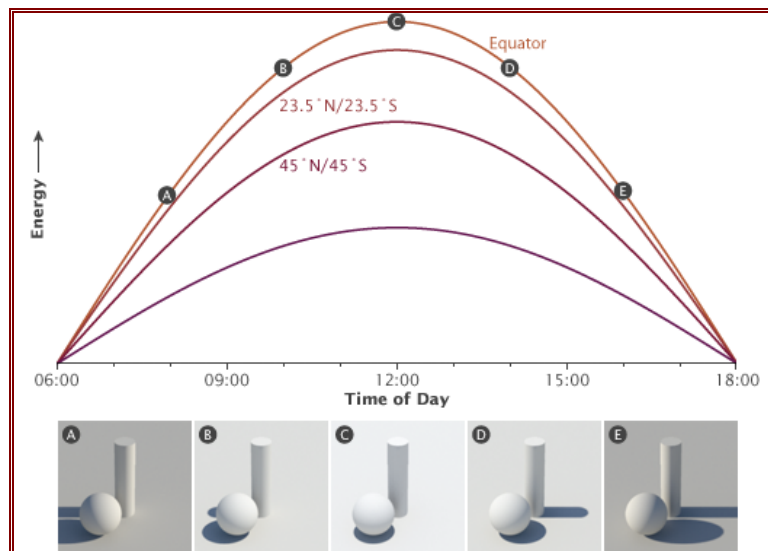 C
Equator
B
D
23.5°N/23.5°S
45°N/45°S
A
E
Energy
06:00 09:00 12:00 15:00 18:00
Time of Day
A B C D E